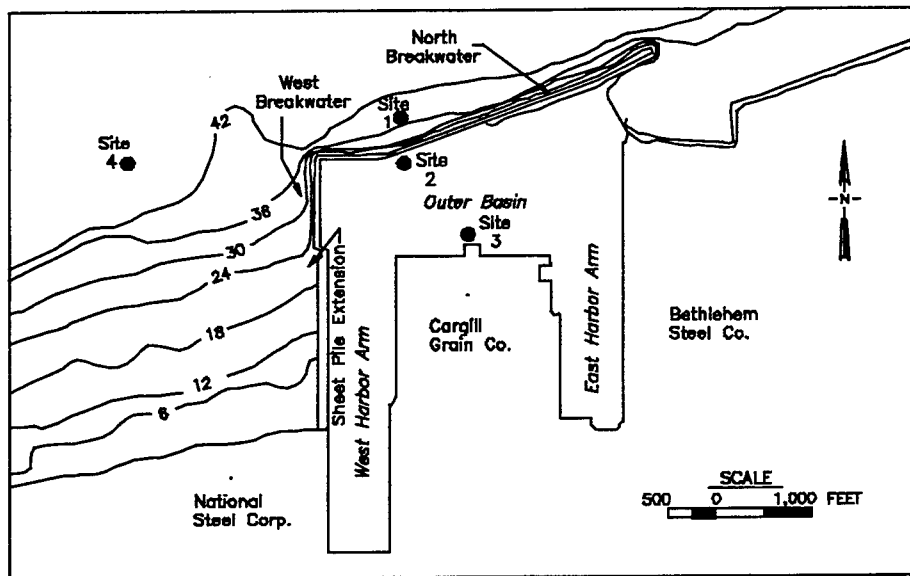 North
Breakwater
West
Breakwater
42
Site
1
Site
4
Site
2
Outer Basin
Site
3
36
30
24
18
12
6
N
Sheet Pile Extension
West Harbor Arm
Cargill
Grain Co.
East Harbor Arm
Bethlehem
Steel Co.
National
Steel Corp.
SCALE
500 0 1,000 FEET